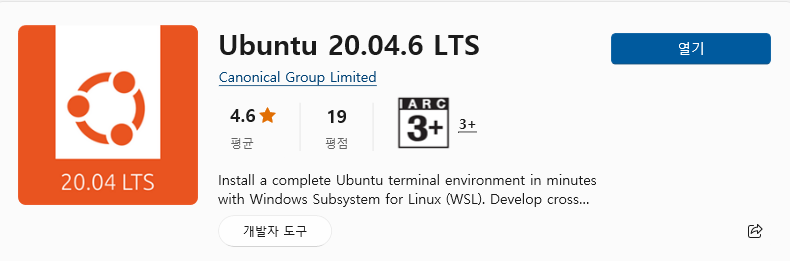 Ubuntu 20.04.6 LTS
열기
Canonical Group Limited
4.6
평균
19
평점
IARC
3+
3+
Install a complete Ubuntu terminal environment in minutes
with Windows Subsystem for Linux (WSL). Develop cross...
개발자 도구
20.04 LTS